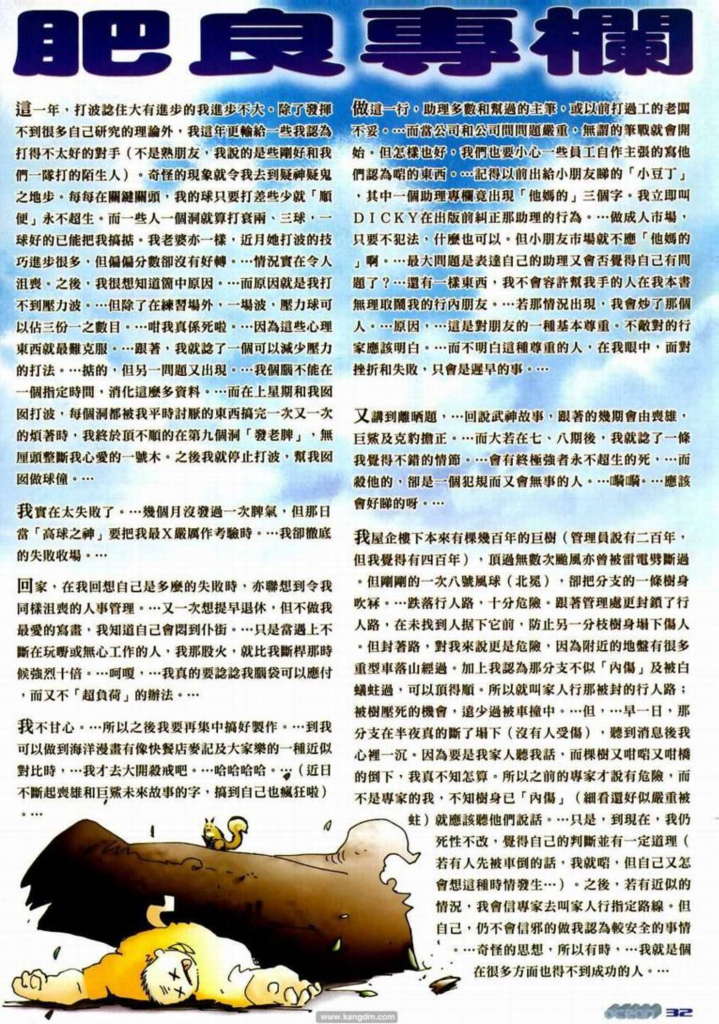 肥良專欄
這一年，打波諗住大有進步的我進步不大。除了發揮
不到很多自己研究的理論外，我這年更輸給一些我認為
打得不太好的對手（不是熟朋友，我說的是些剛好和我
們一隊打的陌生人）。奇怪的現象就令我去到疑神疑鬼
之地步。每每在關鍵關頭，我的球只要打差些少就「順
便」永不超生。而一些人一個洞就算打衰兩、三球，一
球好的已能把我搞掂。我老婆亦一樣，近月她打波的技
巧進步很多，但偏偏分數卻沒有好轉。…情況實在令人
沮喪。之後，我很想知道箇中原因。…而原因就是我打
不到壓力波。…但除了在練習場外，一場波，壓力球可
以佔三份一之數目。…咁我真係死啦。…因為這些心理
東西就最難克服。…跟著，我就諗了一個可以減少壓力
的打法。…掂的，但另一問題又出現。…我個腦不能在
一個指定時間，消化這麼多資料。…而在上星期和我囡
囡打波，每個洞都被我平時討厭的東西搞完一次又一次
的煩著時，我終於頂不順的在第九個洞「發老脾」，無
厘頭整斷我心愛的一號木。之後我就停止打波，幫我囡
囡做球僮。…
我實在太失敗了。…幾個月沒發過一次脾氣，但那日
當「高球之神」要把我最X嚴厲作考驗時。…我卻徹底
的失敗收場。…
回家，在我回想自己是多麼的失敗時，亦聯想到令我
同樣沮喪的人事管理。…又一次想提早退休，但不做我
最愛的寫畫，我知道自己會悶到仆街。…只是當遇上不
斷在玩嘢或無心工作的人，我那股火，就比我斷桿那時
候強烈十倍。…呵嗄，…我真的要諗諗我腦袋可以應付
，而又不「超負荷」的辦法。…
我不甘心。…所以之後我要再集中搞好製作。…到我
可以做到海洋漫畫有像快餐店麥記及大家樂的一種近似
對比時，…我才去大開殺戒吧。…哈哈哈哈。…（近日
不斷起喪雄和巨鯊未來故事的字，搞到自己也瘋狂啦）
。…
做這一行，助理多數和幫過的主筆，或以前打過工的老闆
不妥。…而當公司和公司間問題嚴重，無謂的筆戰就會開
始。但怎樣也好，我們也要小心一些員工自作主張的寫他
們認為啱的東西。…記得以前出給小朋友睇的「小豆丁」
，其中一個助理專欄竟出現「他媽的」三個字。我立即叫
DICKY在出版前糾正那助理的行為。…做成人市場，
只要不犯法，什麼也可以。但小朋友市場就不應「他媽的
」啊。…最大問題是表達自己的助理又會否覺得自己有問
題了？…還有一樣東西，我不會容許幫我手的人在我本書
無理取鬧我的行內朋友。…若那情況出現，我會炒了那個
人。…原因，…這是對朋友的一種基本尊重。不敵對的行
家應該明白。…而不明白這種尊重的人，在我眼中，面對
挫折和失敗，只會是遲早的事。…
又講到離晒題，…回說武神故事，跟著的幾期會由喪雄，
巨鯊及克豹擔正。…而大若在七、八期後，我就諗了一條
我覺得不錯的情節。…會有終極強者永不超生的死，…而
殺他的，卻是一個犯規而又會無事的人。…𠺘𠺘。…應該
會好睇的呀。…
我屋企樓下本來有棵幾百年的巨樹（管理員說有二百年，
但我覺得有四百年），頂過無數次颱風亦曾被雷電劈斷過
。但剛剛的一次八號風球（北冕），卻把分支的一條樹身
吹冧。…跌落行人路，十分危險。跟著管理處更封鎖了行
人路，在未找到人据下它前，防止另一分枝樹身塌下傷人
。但封著路，對我來說更是危險，因為附近的地盤有很多
重型車落山經過。加上我認為那分支不似「內傷」及被白
蟻蛀過，可以頂得順。所以就叫家人行那被封的行人路；
被樹壓死的機會，遠少過被車撞中。…但，…早一日，那
分支在半夜真的斷了塌下（沒有人受傷），聽到消息後我
心裡一沉。因為要是我家人聽我話，而棵樹又咁啱又咁橋
的倒下，我真不知怎算。所以之前的專家才說有危險，而
不是專家的我，不知樹身已「內傷」（細看還好似嚴重被
蛀）就應該聽他們說話。…只是，到現在，我仍
死性不改，覺得自己的判斷並有一定道理（
若有人先被車倒的話，我就啱，但自己又怎
會想這種時情發生…）。之後，若有近似的
情況，我會信專家去叫家人行指定路線。但
自己，仍不會信邪的做我認為較安全的事情
。…奇怪的思想，所以有時，…我就是個
在很多方面也得不到成功的人。…
www.kangdm.com
32